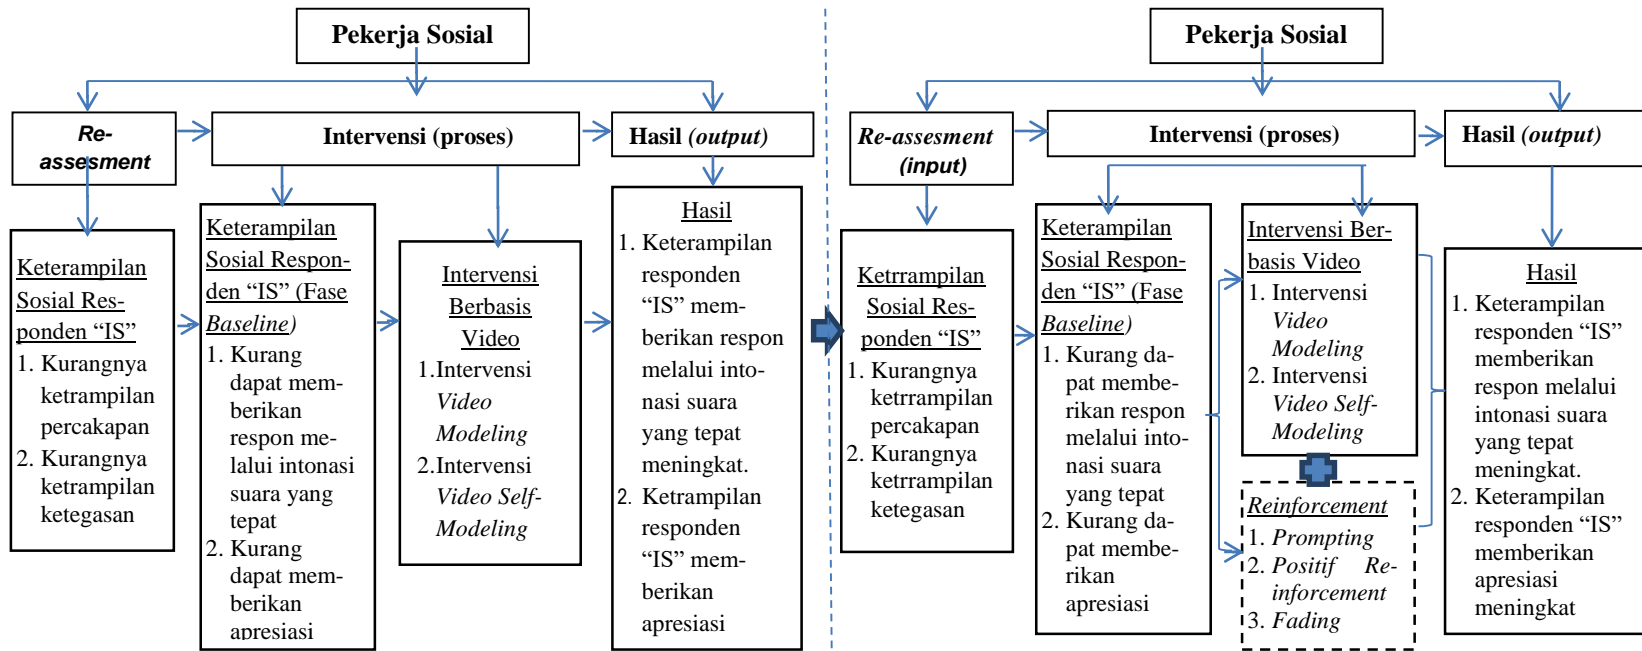 Pekerja Sosial
Re-
assesment
Intervensi (proses)
Hasil (output)
Keterampilan
Sosial Res-
ponden “IS”
1. Kurangnya
ketrampilan
percakapan
2. Kurangnya
ketrampilan
ketegasan
Keterampilan
Sosial Respon-
den “IS” (Fase
Baseline)
1. Kurang
dapat mem-
berikan
respon me-
lalui intonasi
suara yang
tepat
2. Kurang
dapat mem-
berikan
apresiasi
Intervensi
Berbasis
Video
1.Intervensi
Video
Modeling
2.Intervensi
Video Self-
Modeling
Hasil
1. Keterampilan
responden
“IS” mem-
berikan respon
melalui into-
nasi suara
yang tepat
meningkat.
2. Ketrampilan
responden
“IS” mem-
berikan
apresiasi
Pekerja Sosial
Re-assesment
(input)
Intervensi (proses)
Hasil (output)
Ketrrampilan
Sosial Res-
ponden “IS”
1. Kurangnya
ketrrampilan
percakapan
2. Kurangnya
ketrrampilan
ketegasan
Keterampilan
Sosial Respon-
den “IS” (Fase
Baseline)
1. Kurang da-
pat membe-
rikan respon
melalui into-
nasi suara
yang tepat
2. Kurang da-
pat membe-
rikan
apresiasi
Intervensi Ber-
basis Video
1. Intervensi
Video
Modeling
2. Intervensi
Video Self-
Modeling
Reinforcement
1. Prompting
2. Positif Re-
inforcement
3. Fading
Hasil
1. Keterampilan
responden “IS”
memberikan
respon melalui
intonasi suara
yang tepat
meningkat.
2. Keterampilan
responden “IS”
memberikan
apresiasi
meningkat